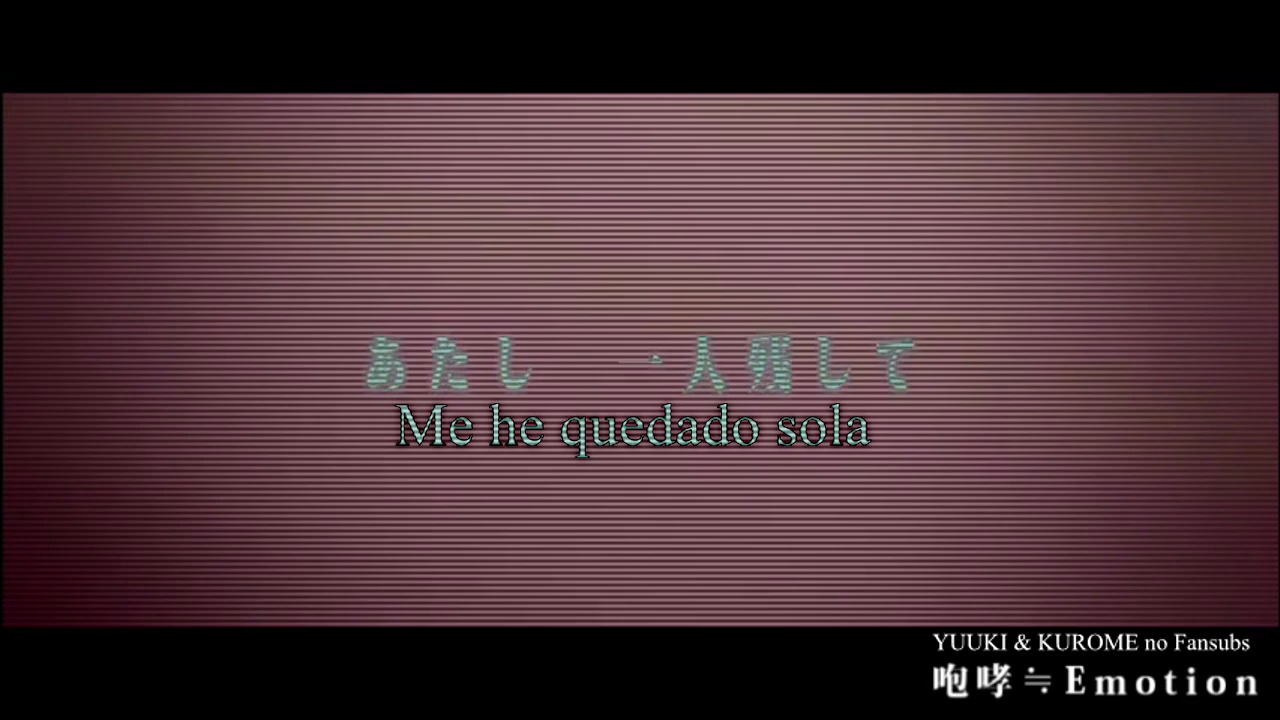 あたし　一人残して
Me he quedado sola
YUUKI & KUROME no Fansubs
咆哮≒Emotion